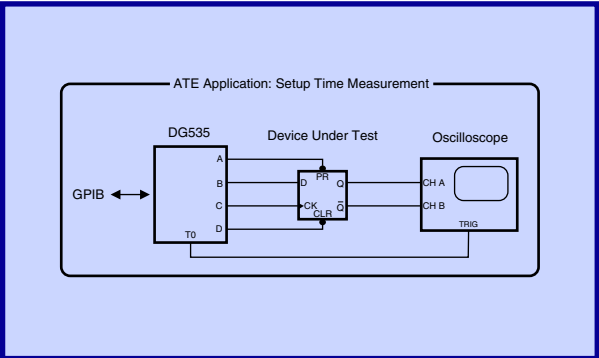 ATE Application: Setup Time Measurement
DG535
Device Under Test
Oscilloscope
GPIB
A
B
C
D
T0
PR
D
Q
CK
Q̅
CLR
CH A
CH B
TRIG